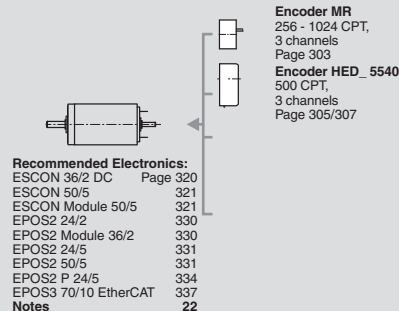 Encoder MR
256 - 1024 CPT,
3 channels
Page 303
Encoder HED_ 5540
500 CPT,
3 channels
Page 305/307
Recommended Electronics:
ESCON 36/2 DC Page 320
ESCON 50/5 321
ESCON Module 50/5 321
EPOS2 24/2 330
EPOS2 Module 36/2 330
EPOS2 24/5 331
EPOS2 50/5 331
EPOS2 P 24/5 334
EPOS3 70/10 EtherCAT 337
Notes 22